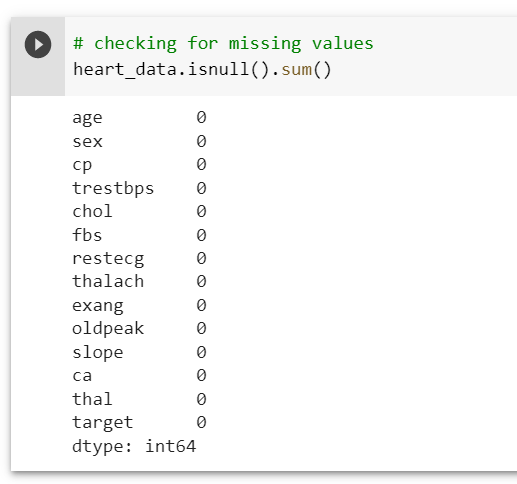 # checking for missing values
heart_data.isnull().sum()
age 0
sex 0
cp 0
trestbps 0
chol 0
fbs 0
restecg 0
thalach 0
exang 0
oldpeak 0
slope 0
ca 0
thal 0
target 0
dtype: int64